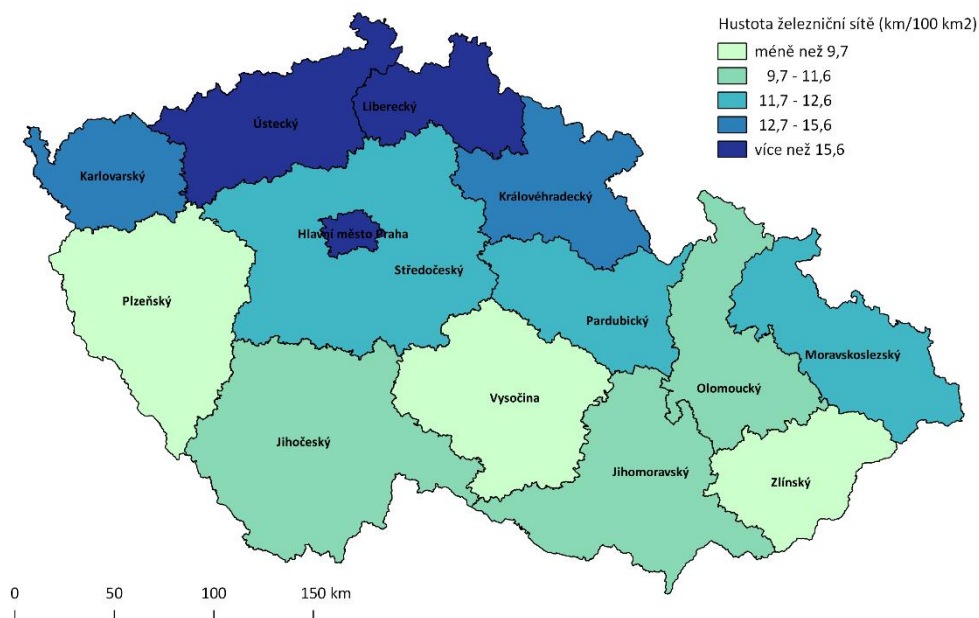 Hustota železniční sítě (km/100 km2)
méně než 9,7
9,7 - 11,6
11,7 - 12,6
12,7 - 15,6
více než 15,6
Liberecký
Ústecký
Karlovarský
Královéhradecký
Hlavní město Praha
Středočeský
Plzeňský
Pardubický
Moravskoslezský
Olomoucký
Vysočina
Jihočeský
Jihomoravský
Zlínský
0 50 100 150 km